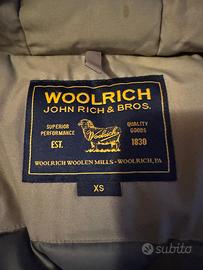 WOOLRICH
JOHN RICH & BROS.
SUPERIOR PERFORMANCE
QUALITY GOODS
EST.
1830
Woolrich
WOOLRICH WOOLEN MILLS - WOOLRICH, PA
XS
subito